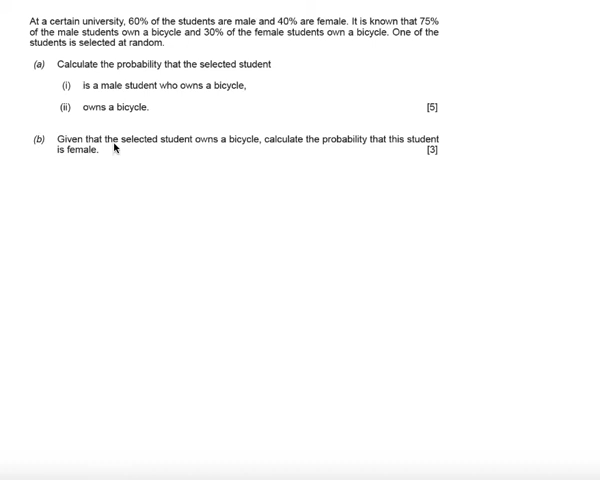 At a certain university, 60% of the students are male and 40% are female. It is known that 75%
of the male students own a bicycle and 30% of the female students own a bicycle. One of the
students is selected at random.
(a) Calculate the probability that the selected student
(i) is a male student who owns a bicycle,
(ii) owns a bicycle. [5]
(b) Given that the selected student owns a bicycle, calculate the probability that this student
is female. [3]